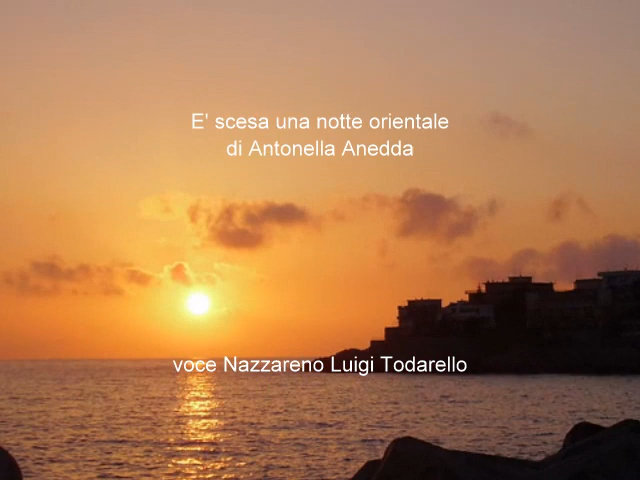 E' scesa una notte orientale
di Antonella Anedda
voce Nazzareno Luigi Todarello